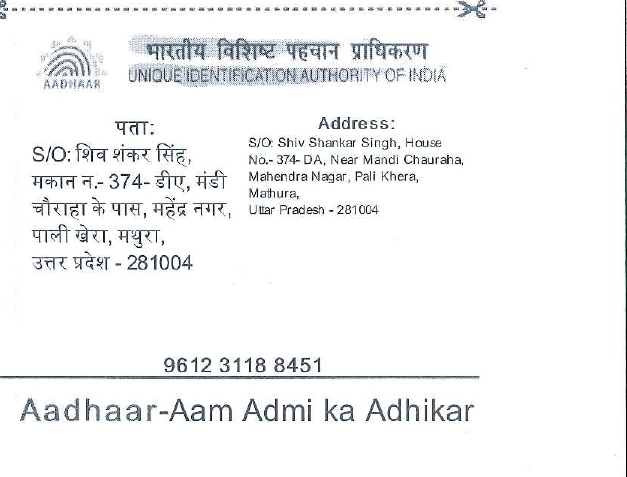 भारतीय विशिष्ट पहचान प्राधिकरण
UNIQUE IDENTIFICATION AUTHORITY OF INDIA
AADHAAR
पता:
S/O: शिव शंकर सिंह,
मकान न.- 374- डीए, मंडी
चौराहा के पास, महेंद्र नगर,
पाली खेरा, मथुरा,
उत्तर प्रदेश - 281004
Address:
S/O: Shiv Shankar Singh, House
No.- 374- DA, Near Mandi Chauraha,
Mahendra Nagar, Pali Khera,
Mathura,
Uttar Pradesh - 281004
9612 3118 8451
Aadhaar-Aam Admi ka Adhikar